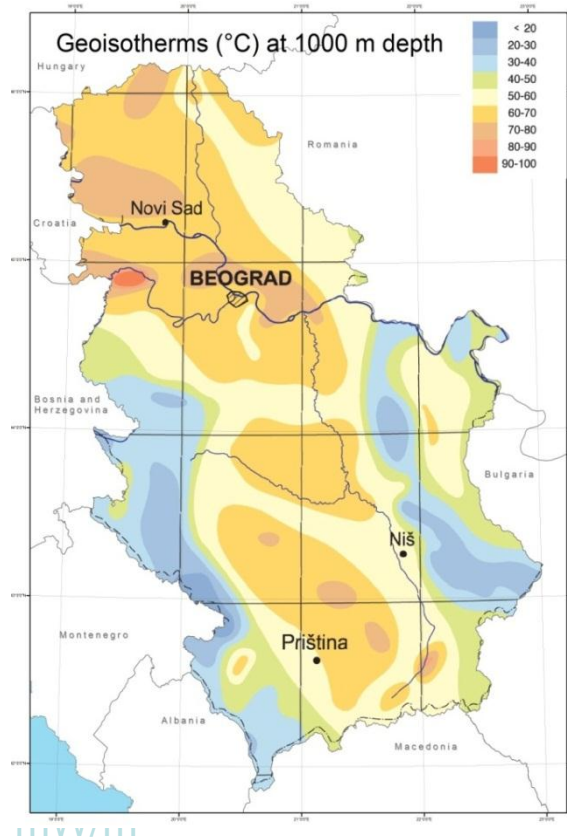 Geoisotherms (°C) at 1000 m depth
< 20
20-30
30-40
40-50
50-60
60-70
70-80
80-90
90-100
Hungary
Romania
Novi Sad
Croatia
BEOGRAD
Bosnia and
Herzegovina
Bulgaria
Niš
Montenegro
Priština
Albania
Macedonia